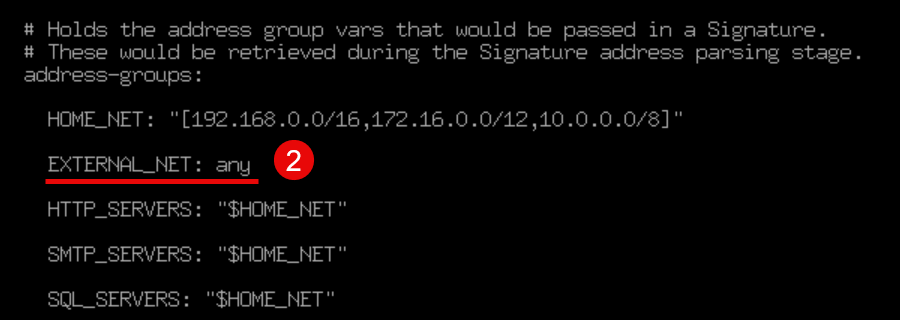 # Holds the address group vars that would be passed in a Signature.
# These would be retrieved during the Signature address parsing stage.
address-groups:
HOME_NET: "[192.168.0.0/16,172.16.0.0/12,10.0.0.0/8]"
EXTERNAL_NET: any 2
HTTP_SERVERS: "$HOME_NET"
SMTP_SERVERS: "$HOME_NET"
SQL_SERVERS: "$HOME_NET"